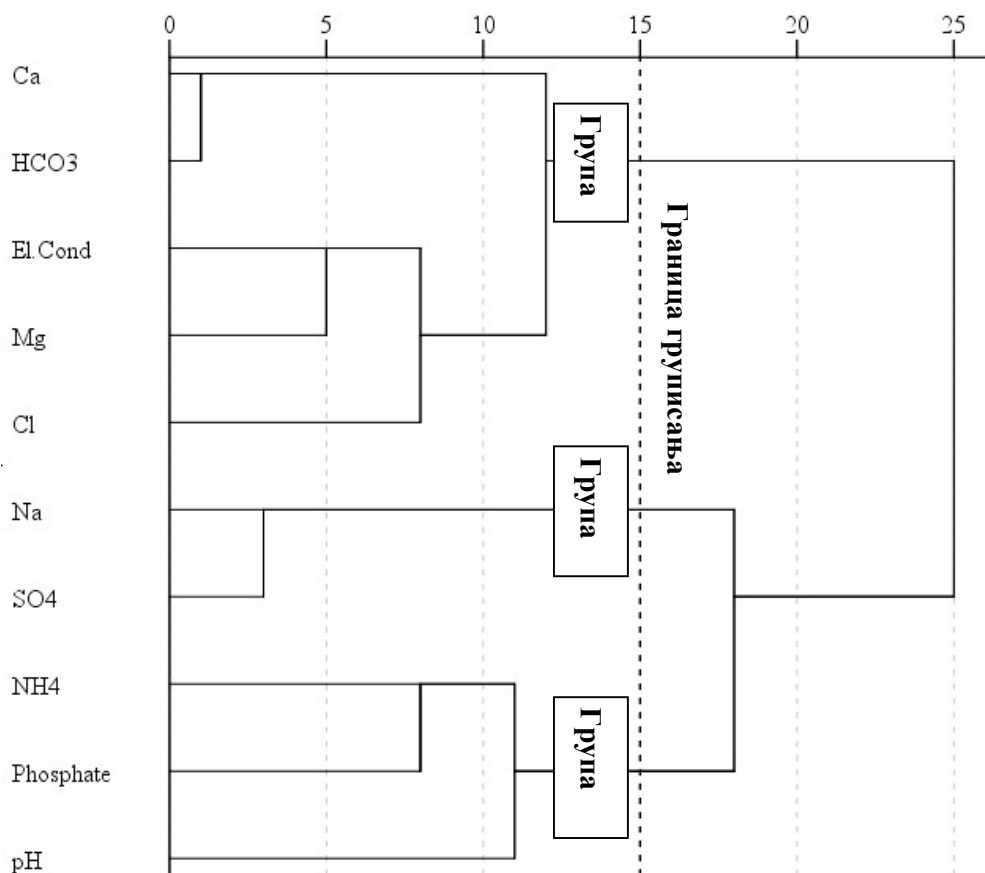 0 5 10 15 20 25
Ca
HCO3
El.Cond
Mg
Cl
Na
SO4
NH4
Phosphate
pH
Група
Граница груписања
Група
Група